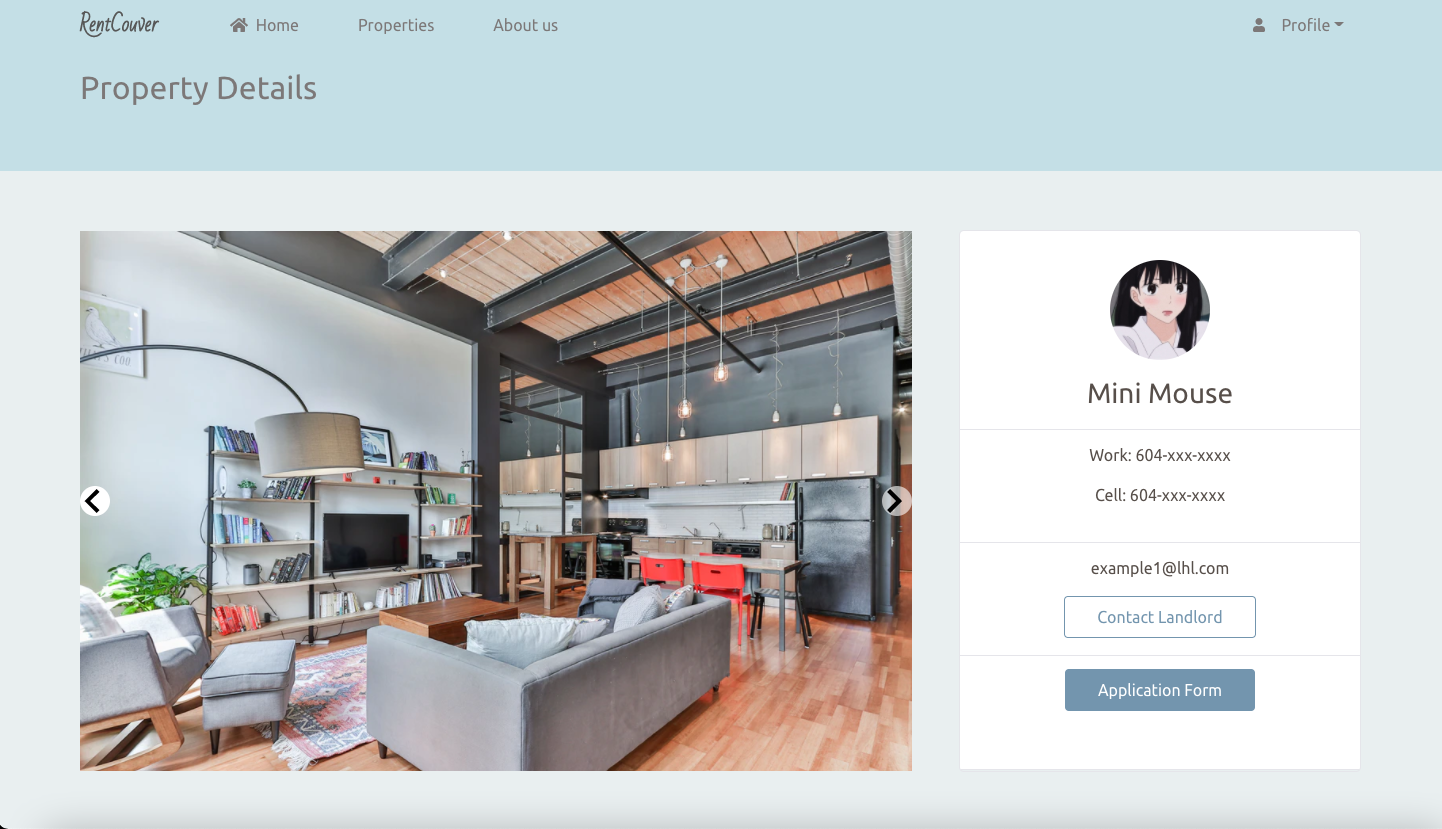 RentCouver
Home
Properties
About us
Profile
Property Details
COO
Mini Mouse
Work: 604-xxx-xxxx
Cell: 604-xxx-xxxx
example1@lhl.com
Contact Landlord
Application Form